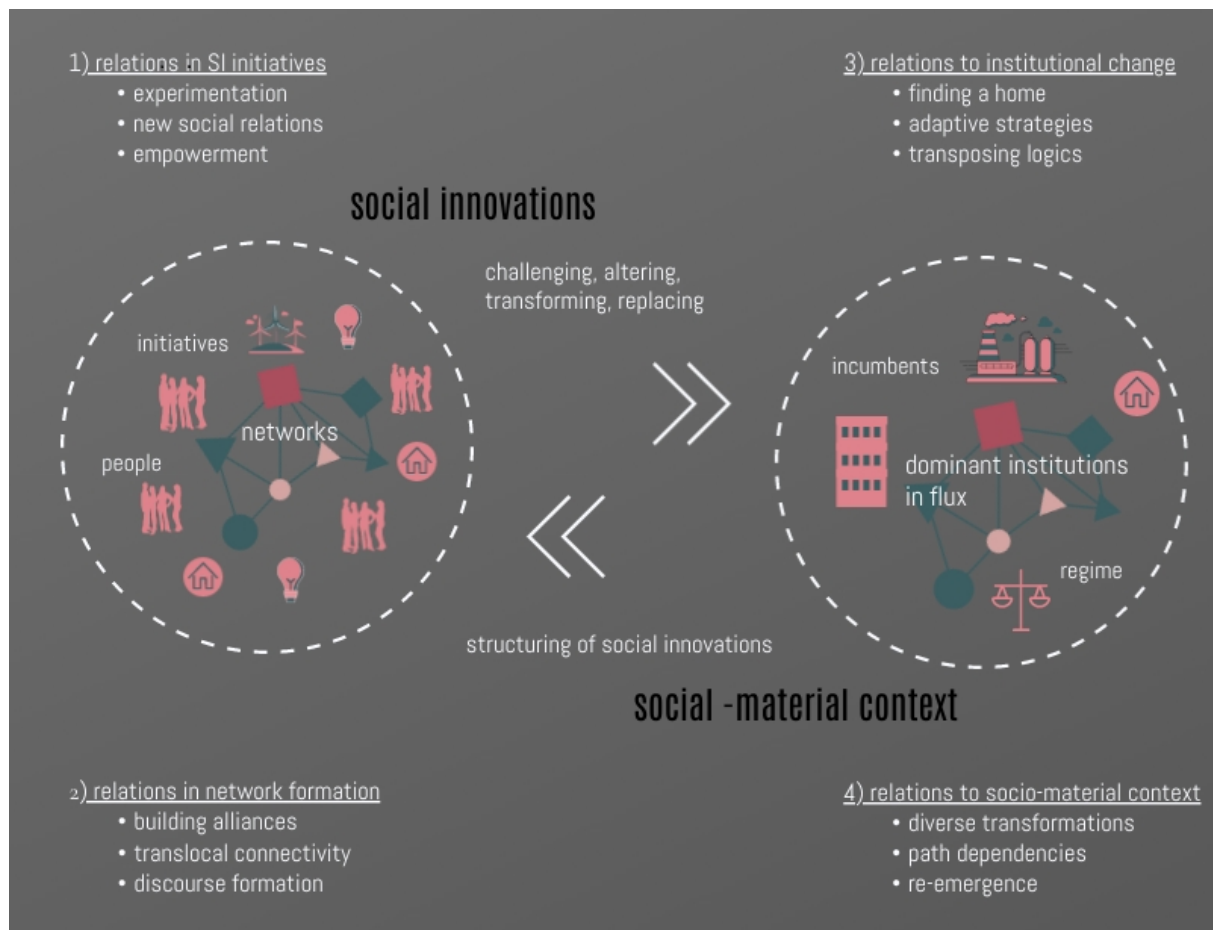 1) relations in SI initiatives
• experimentation
• new social relations
• empowerment
3) relations to institutional change
• finding a home
• adaptive strategies
• transposing logics
social innovations
challenging, altering,
transforming, replacing
initiatives
networks
people
incumbents
dominant institutions
in flux
regime
structuring of social innovations
social -material context
2) relations in network formation
• building alliances
• translocal connectivity
• discourse formation
4) relations to socio-material context
• diverse transformations
• path dependencies
• re-emergence